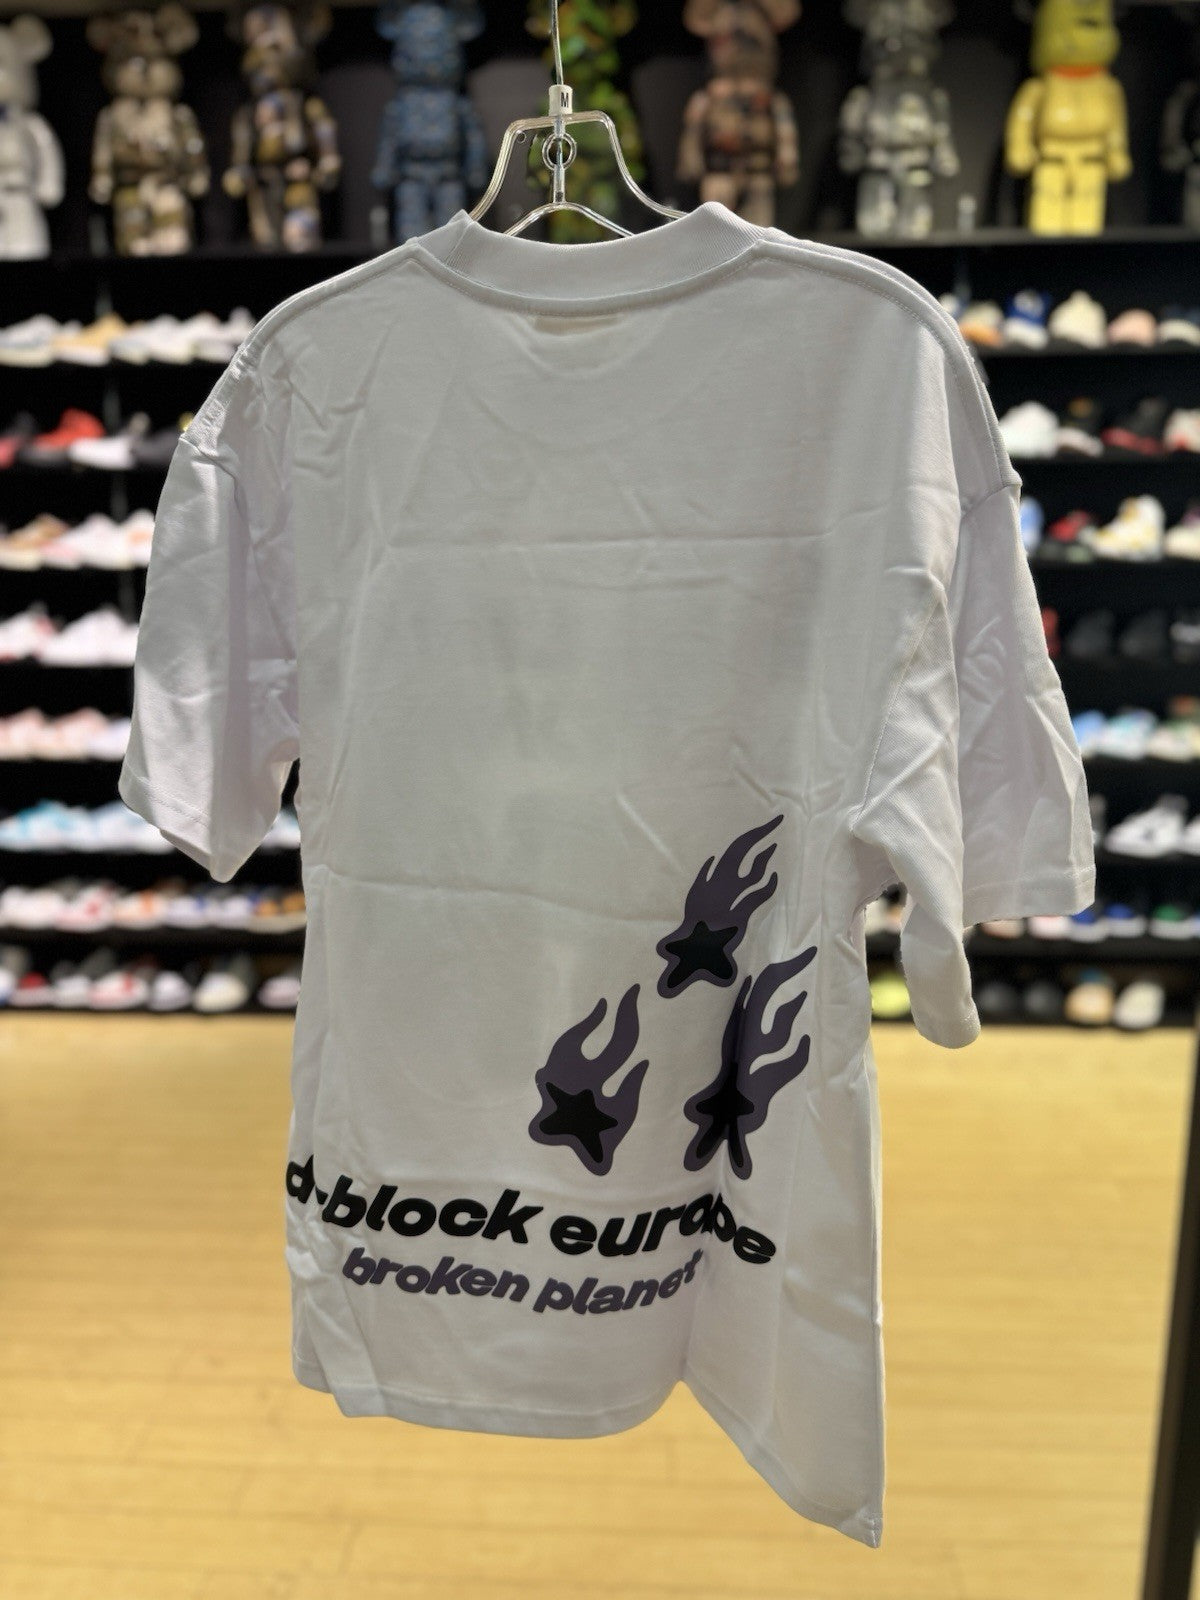 M
d-block europe
broken planet